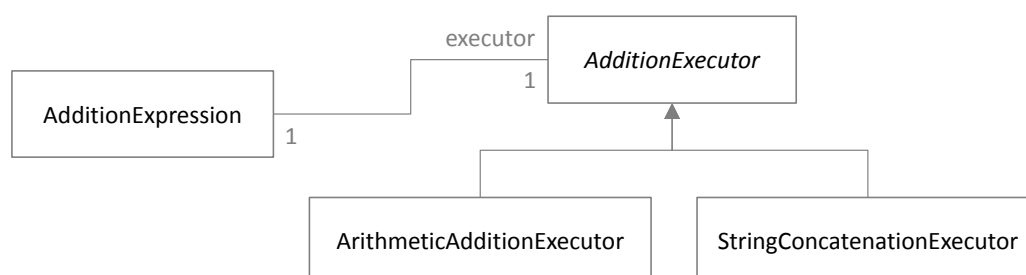 executor
AdditionExecutor
1
AdditionExpression
1
ArithmeticAdditionExecutor
StringConcatenationExecutor